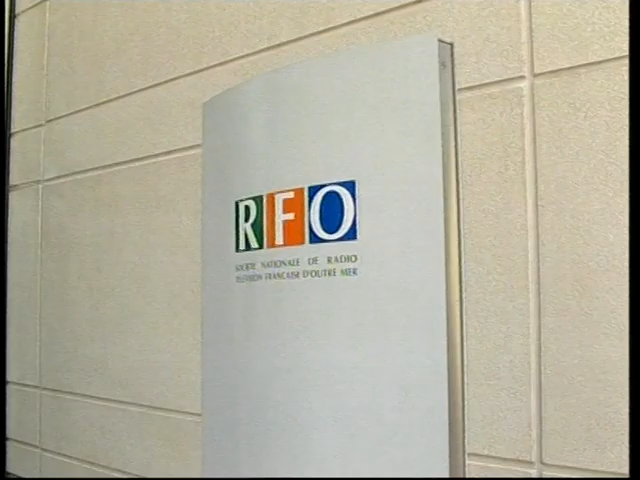 RFO
SOCIETE NATIONALE DE RADIO
TELEVISION FRANCAISE D'OUTRE MER